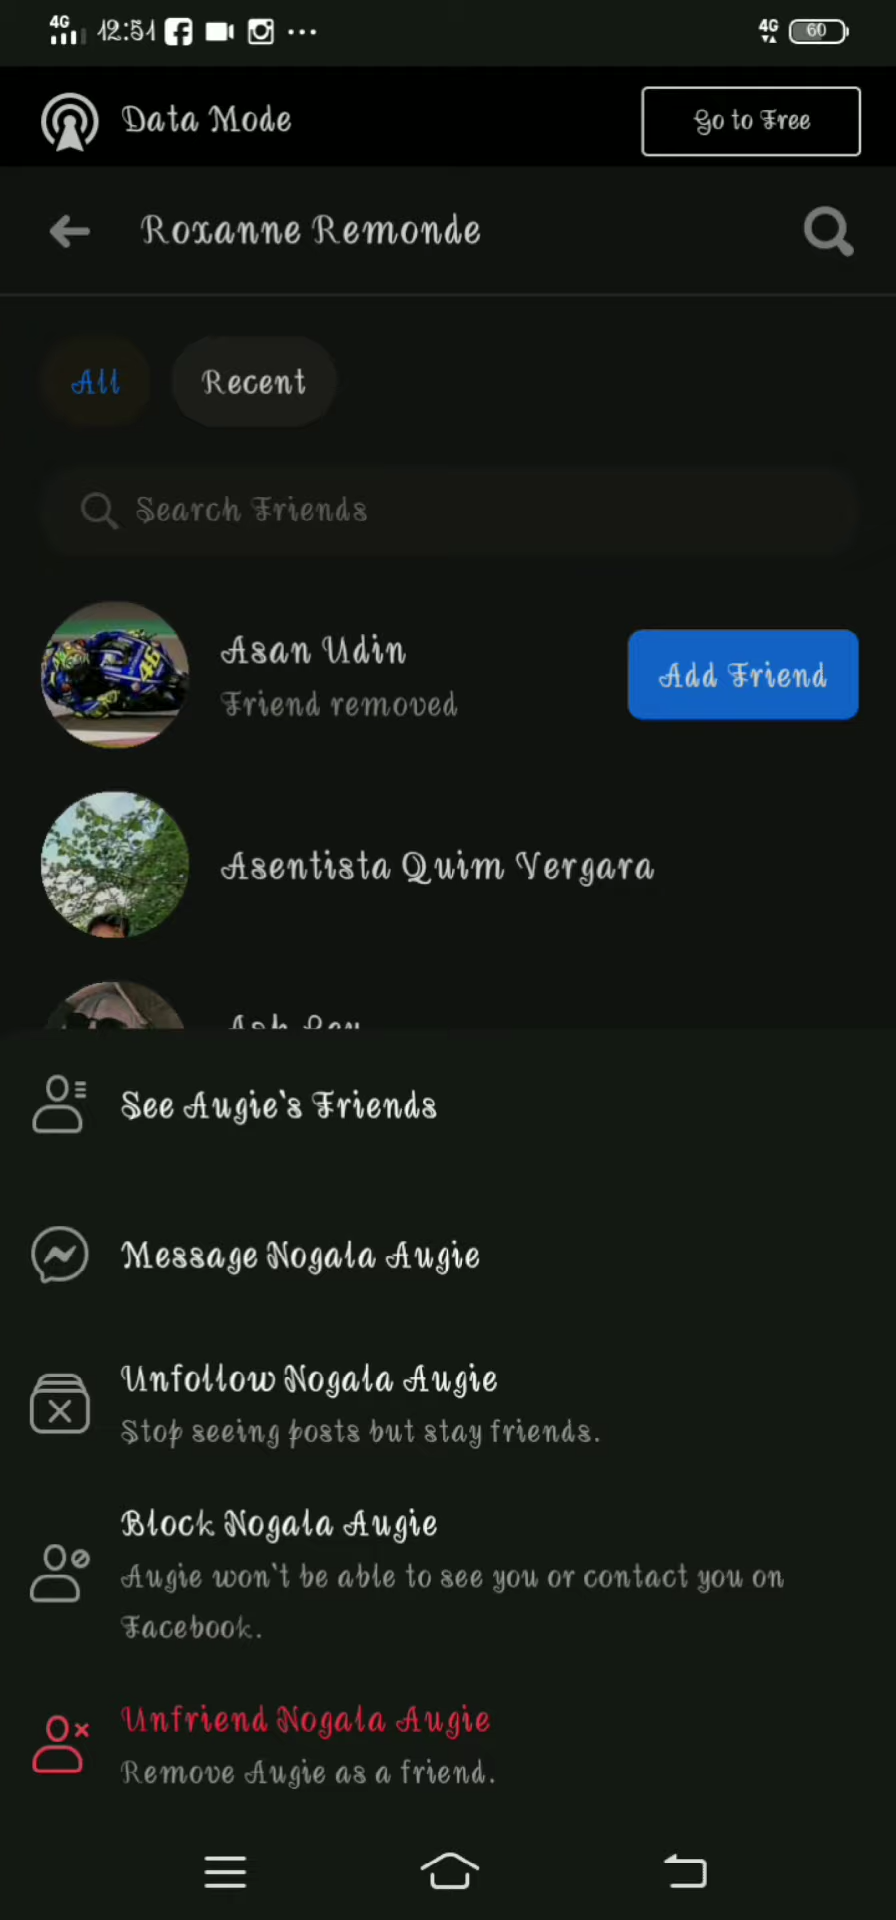 4G 12:51 4G 60
Data Mode
Go to Free
Roxanne Remonde
All Recent
Search Friends
Asan Udin
Friend removed
Add Friend
46
Asentista Quim Vergara
See Augie's Friends
Message Nogala Augie
Unfollow Nogala Augie
Stop seeing posts but stay friends.
Block Nogala Augie
Augie won't be able to see you or contact you on
Facebook.
Unfriend Nogala Augie
Remove Augie as a friend.